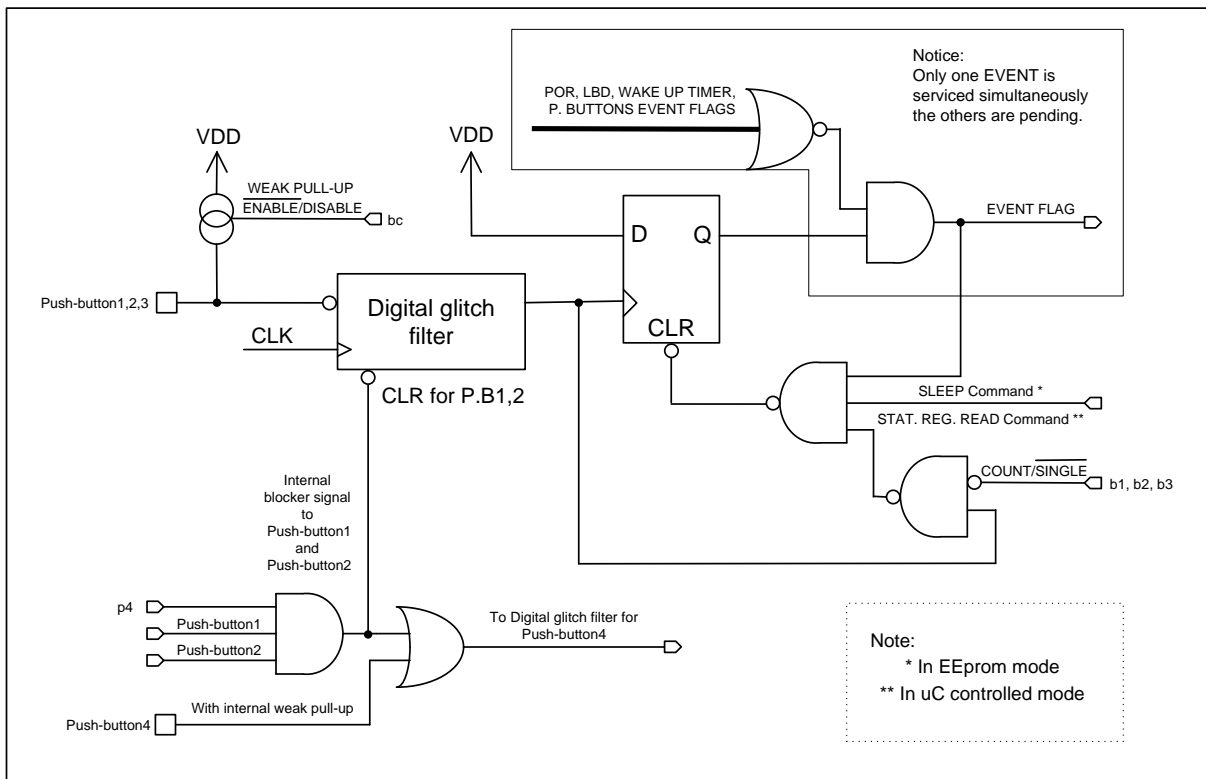 Notice:
Only one EVENT is
serviced simultaneously
the others are pending.
POR, LBD, WAKE UP TIMER,
P. BUTTONS EVENT FLAGS
VDD
VDD
WEAK PULL-UP
ENABLE/DISABLE
bc
EVENT FLAG
D
Q
CLR
Push-button1,2,3
Digital glitch
filter
CLK
CLR for P.B1,2
SLEEP Command *
STAT. REG. READ Command **
COUNT/SINGLE
b1, b2, b3
Internal
blocker signal
to
Push-button1
and
Push-button2
p4
Push-button1
Push-button2
To Digital glitch filter for
Push-button4
With internal weak pull-up
Push-button4
Note:
* In EEprom mode
** In uC controlled mode